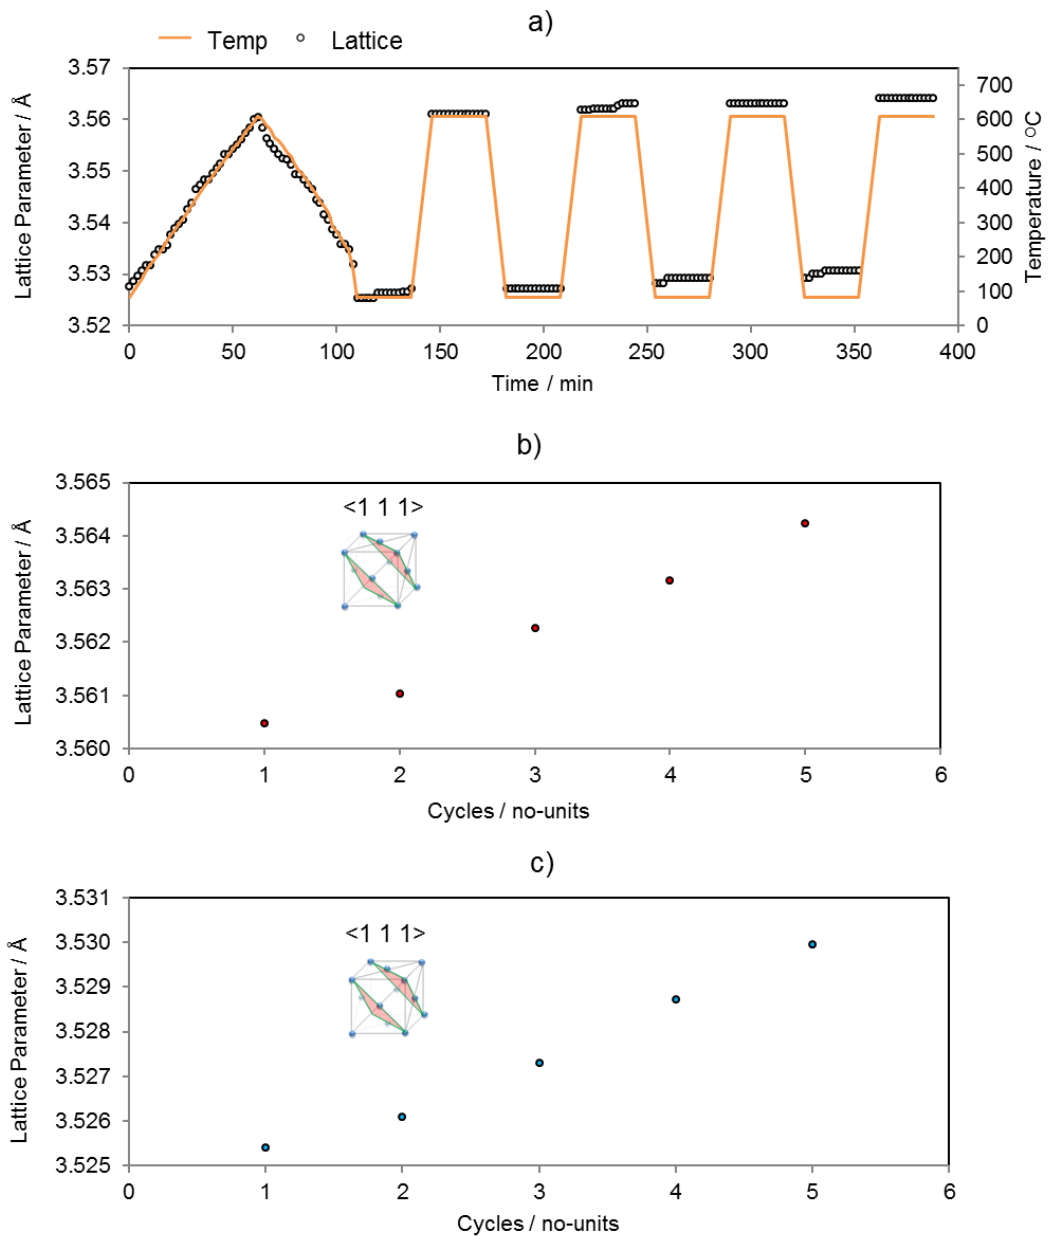 a)
Temp Lattice
3.57
3.56
3.55
3.54
3.53
3.52
Lattice Parameter / Å
700
600
500
400
300
200
100
0
Temperature / °C
0 50 100 150 200 250 300 350 400
Time / min
b)
<1 1 1>
3.565
3.564
3.563
3.562
3.561
3.560
Lattice Parameter / Å
0 1 2 3 4 5 6
Cycles / no-units
c)
<1 1 1>
3.531
3.530
3.529
3.528
3.527
3.526
3.525
Lattice Parameter / Å
0 1 2 3 4 5 6
Cycles / no-units